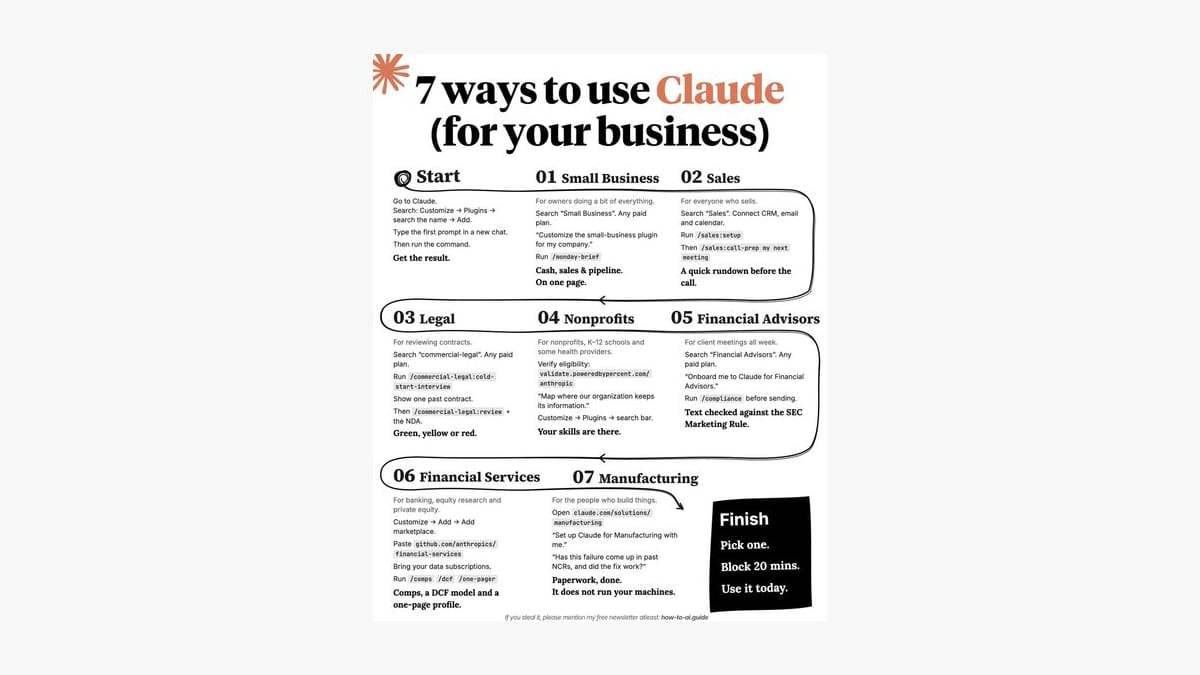 7 ways to use Claude
(for your business)
Start
Go to Claude.
Search: Customize → Plugins →
search the name → Add.
Type the first prompt in a new chat.
Then run the command.
Get the result.
01 Small Business
For owners doing a bit of everything.
Search “Small Business”. Any paid
plan.
“Customize the small-business plugin
for my company.”
Run /monday-brief
Cash, sales & pipeline.
On one page.
02 Sales
For everyone who sells.
Search “Sales”. Connect CRM, email
and calendar.
Run /sales:setup
Then /sales:call-prep my next
meeting
A quick rundown before the
call.
03 Legal
For reviewing contracts.
Search “commercial-legal”. Any paid
plan.
Run /commercial-legal:cold-
start-interview
Show one past contract.
Then /commercial-legal:review +
the NDA.
Green, yellow or red.
04 Nonprofits
For nonprofits, K–12 schools and
some health providers.
Verify eligibility:
validate.poweredbypercent.com/
anthropic
“Map where our organization keeps
its information.”
Customize → Plugins → search bar.
Your skills are there.
05 Financial Advisors
For client meetings all week.
Search “Financial Advisors”. Any
paid plan.
“Onboard me to Claude for Financial
Advisors.”
Run /compliance before sending.
Text checked against the SEC
Marketing Rule.
06 Financial Services
For banking, equity research and
private equity.
Customize → Add → Add
marketplace.
Paste github.com/anthropics/
financial-services
Bring your data subscriptions.
Run /comps /dcf /one-pager
Comps, a DCF model and a
one-page profile.
07 Manufacturing
For the people who build things.
Open claude.com/solutions/
manufacturing
“Set up Claude for Manufacturing with
me.”
“Has this failure come up in past
NCRs, and did the fix work?”
Paperwork, done.
It does not run your machines.
Finish
Pick one.
Block 20 mins.
Use it today.
If you steal it, please mention my free newsletter atleast: how-to-ai.guide